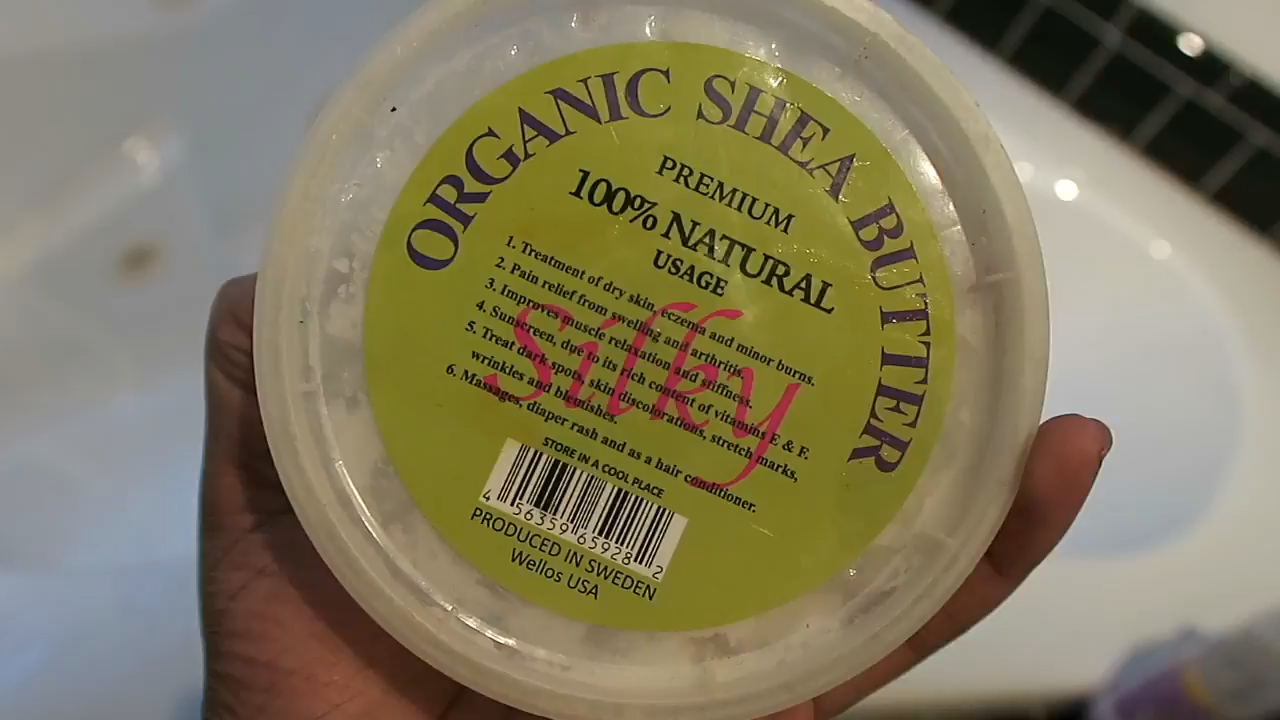 ORGANIC SHEA BUTTER
PREMIUM
100% NATURAL
USAGE
Silky
1. Treatment of dry skin, eczema and minor burns.
2. Pain relief from swelling and arthritis.
3. Improves muscle relaxation and stiffness.
4. Sunscreen, due to its rich content of vitamins E & F.
5. Treat dark spots, skin discolorations, stretch marks,
wrinkles and blemishes.
6. Massages, diaper rash and as a hair conditioner.
STORE IN A COOL PLACE
4 56359 65928 2
PRODUCED IN SWEDEN
Wellos USA